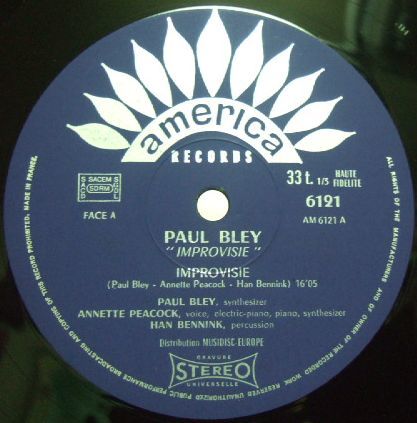 america
RECORDS
S A C D
SACEM
SDRM
S G D L
FACE A
33 t. 1/3
HAUTE
FIDELITE
6121
AM 6121 A
PAUL BLEY
" IMPROVISIE "
IMPROVISIE
(Paul Bley - Annette Peacock - Han Bennink) 16'05
PAUL BLEY, synthesizer
ANNETTE PEACOCK, voice, electric-piano, piano, synthesizer
HAN BENNINK, percussion
Distribution MUSIDISC EUROPE
GRAVURE
STEREO
UNIVERSELLE
ALL RIGHTS OF THE MANUFACTURERS AND OF OWNER OF THE RECORDED WORK RESERVED UNAUTHORIZED PUBLIC PERFORMANCE BROADCASTING AND COPYING OF THIS RECORD PROHIBITED. MADE IN FRANCE.